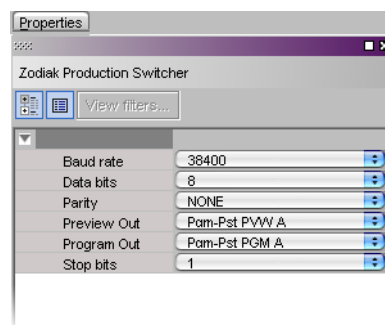 Properties
Zodiak Production Switcher
View filters...
Baud rate 38400
Data bits 8
Parity NONE
Preview Out Pgm-Pst PVW A
Program Out Pgm-Pst PGM A
Stop bits 1